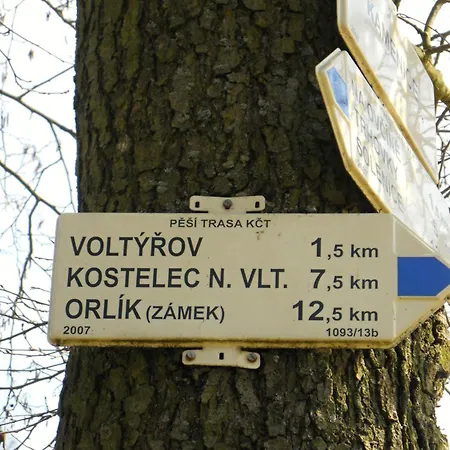 PĚŠÍ TRASA KČT
VOLTÝŘOV 1,5 km
KOSTELEC N. VLT. 7,5 km
ORLÍK (ZÁMEK) 12,5 km
2007 1093/13b